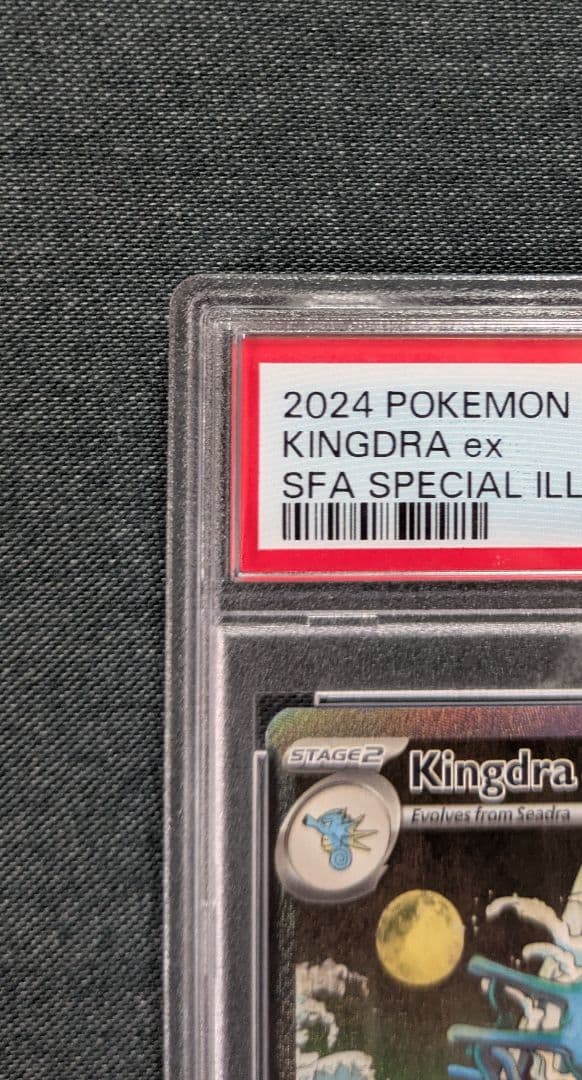 2024 POKEMON
KINGDRA ex
SFA SPECIAL ILL
STAGE2
Kingdra
Evolves from Seadra